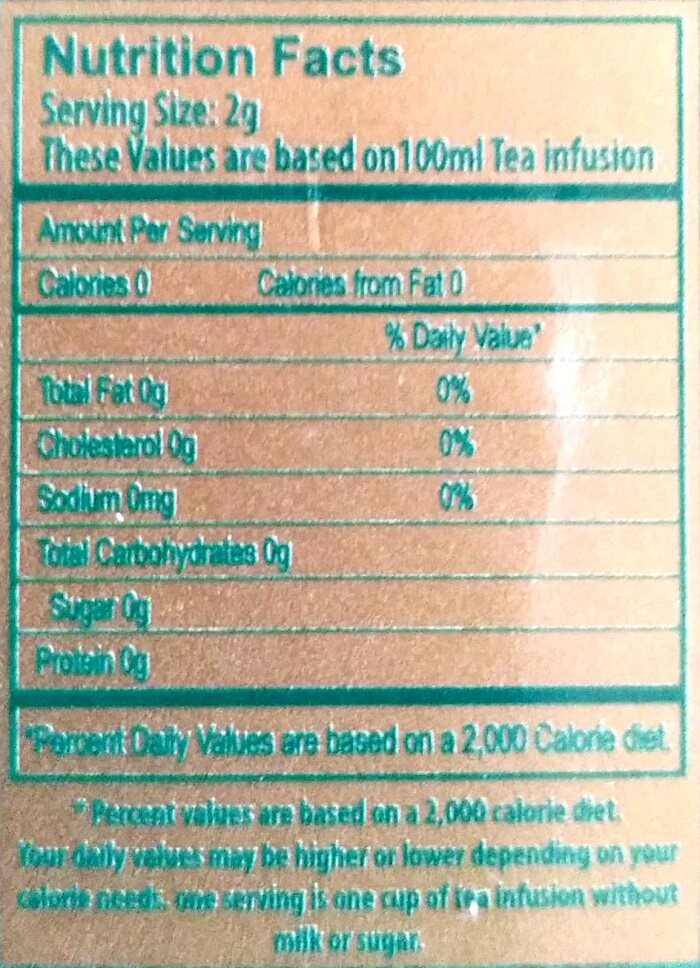 Nutrition Facts
Serving Size: 2g
These Values are based on100ml Tea infusion
Amount Per Serving
Calories 0 Calories from Fat 0
% Daily Value*
Total Fat 0g 0%
Cholesterol 0g 0%
Sodium 0mg 0%
Total Carbohydrates 0g
Sugar 0g
Protein 0g
*Percent Daily Values are based on a 2,000 Calorie diet.
* Percent values are based on a 2,000 calorie diet.
Your daily values may be higher or lower depending on your
calorie needs. one serving is one cup of tea infusion without
milk or sugar.